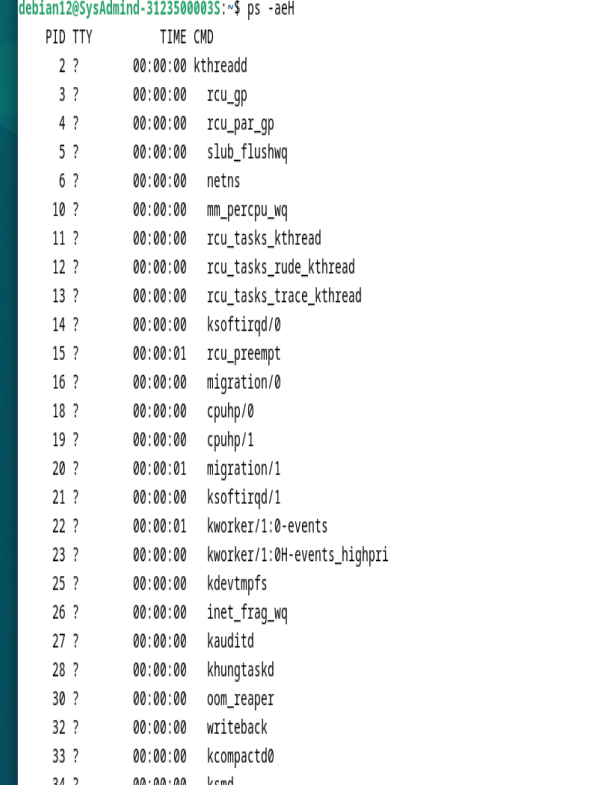 debian12@SysAdmind-3123500003S:~$ ps -aeH
PID TTY TIME CMD
2 ? 00:00:00 kthreadd
3 ? 00:00:00 rcu_gp
4 ? 00:00:00 rcu_par_gp
5 ? 00:00:00 slub_flushwq
6 ? 00:00:00 netns
10 ? 00:00:00 mm_percpu_wq
11 ? 00:00:00 rcu_tasks_kthread
12 ? 00:00:00 rcu_tasks_rude_kthread
13 ? 00:00:00 rcu_tasks_trace_kthread
14 ? 00:00:00 ksoftirqd/0
15 ? 00:00:01 rcu_preempt
16 ? 00:00:00 migration/0
18 ? 00:00:00 cpuhp/0
19 ? 00:00:00 cpuhp/1
20 ? 00:00:01 migration/1
21 ? 00:00:00 ksoftirqd/1
22 ? 00:00:01 kworker/1:0-events
23 ? 00:00:00 kworker/1:0H-events_highpri
25 ? 00:00:00 kdevtmpfs
26 ? 00:00:00 inet_frag_wq
27 ? 00:00:00 kauditd
28 ? 00:00:00 khungtaskd
30 ? 00:00:00 oom_reaper
32 ? 00:00:00 writeback
33 ? 00:00:00 kcompactd0
34 ? 00:00:00 ksmd